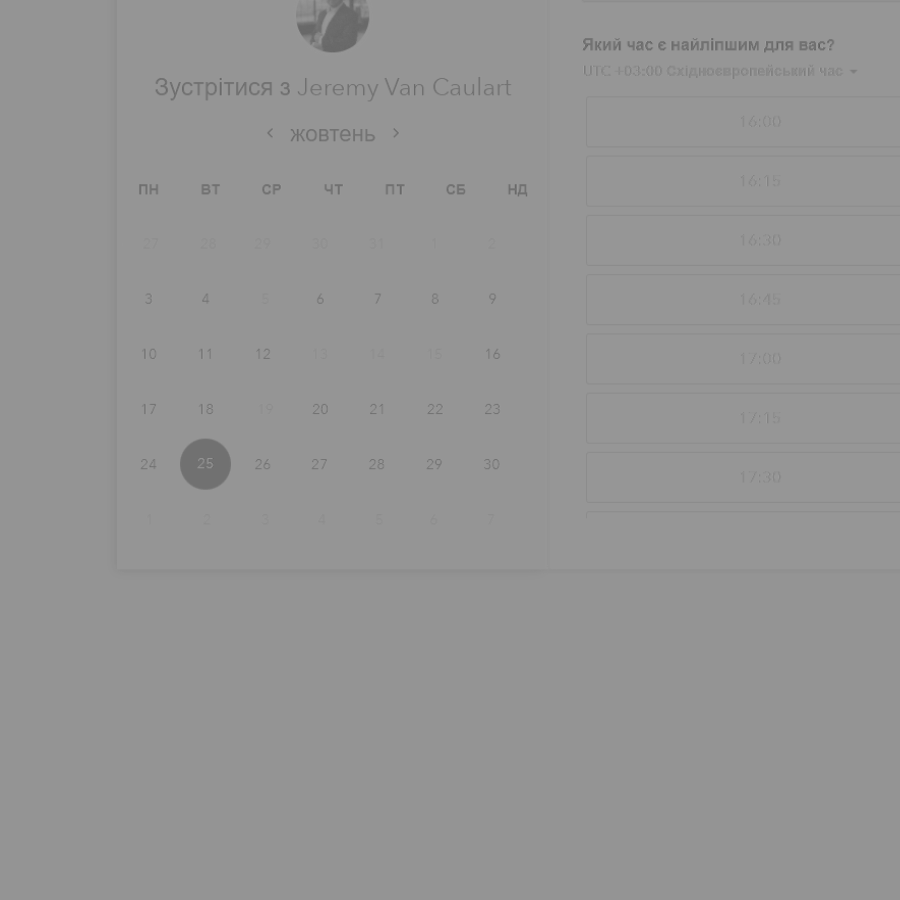 Зустрітися з Jeremy Van Caulart
жовтень
ПН ВТ СР ЧТ ПТ СБ НД
27 28 29 30 31 1 2
3 4 5 6 7 8 9
10 11 12 13 14 15 16
17 18 19 20 21 22 23
24 25 26 27 28 29 30
1 2 3 4 5 6 7
Який час є найліпшим для вас?
UTC +03:00 Східноєвропейський час
16:00
16:15
16:30
16:45
17:00
17:15
17:30